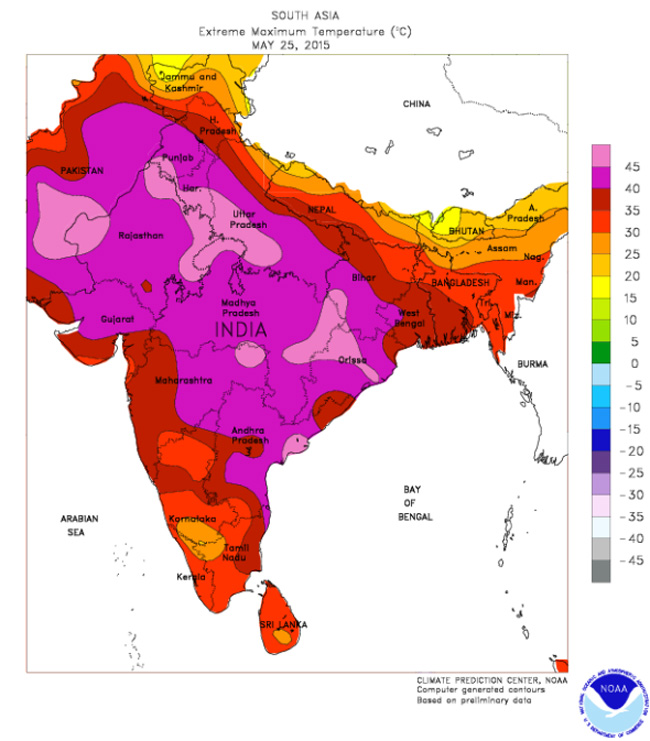 SOUTH ASIA
Extreme Maximum Temperature (°C)
MAY 25, 2015
Jammu and
Kashmir
CHINA
H.
Pradesh
Punjab
PAKISTAN
Har.
NEPAL
A.
Pradesh
Uttar
Pradesh
BHUTAN
Rajasthan
Assam
Nag.
Bihar
BANGLADESH
Man.
Madhya
Pradesh
Tri.
Gujarat
West
Bengal
Miz.
INDIA
Orissa
BURMA
Maharashtra
Andhra
Pradesh
BAY
OF
BENGAL
ARABIAN
SEA
Karnataka
Tamil
Nadu
Kerala
SRI LANKA
45
40
35
30
25
20
15
10
5
0
-5
-10
-15
-20
-25
-30
-35
-40
-45
CLIMATE PREDICTION CENTER, NOAA
Computer generated contours
Based on preliminary data
NOAA
NATIONAL OCEANIC AND ATMOSPHERIC ADMINISTRATION
U.S. DEPARTMENT OF COMMERCE